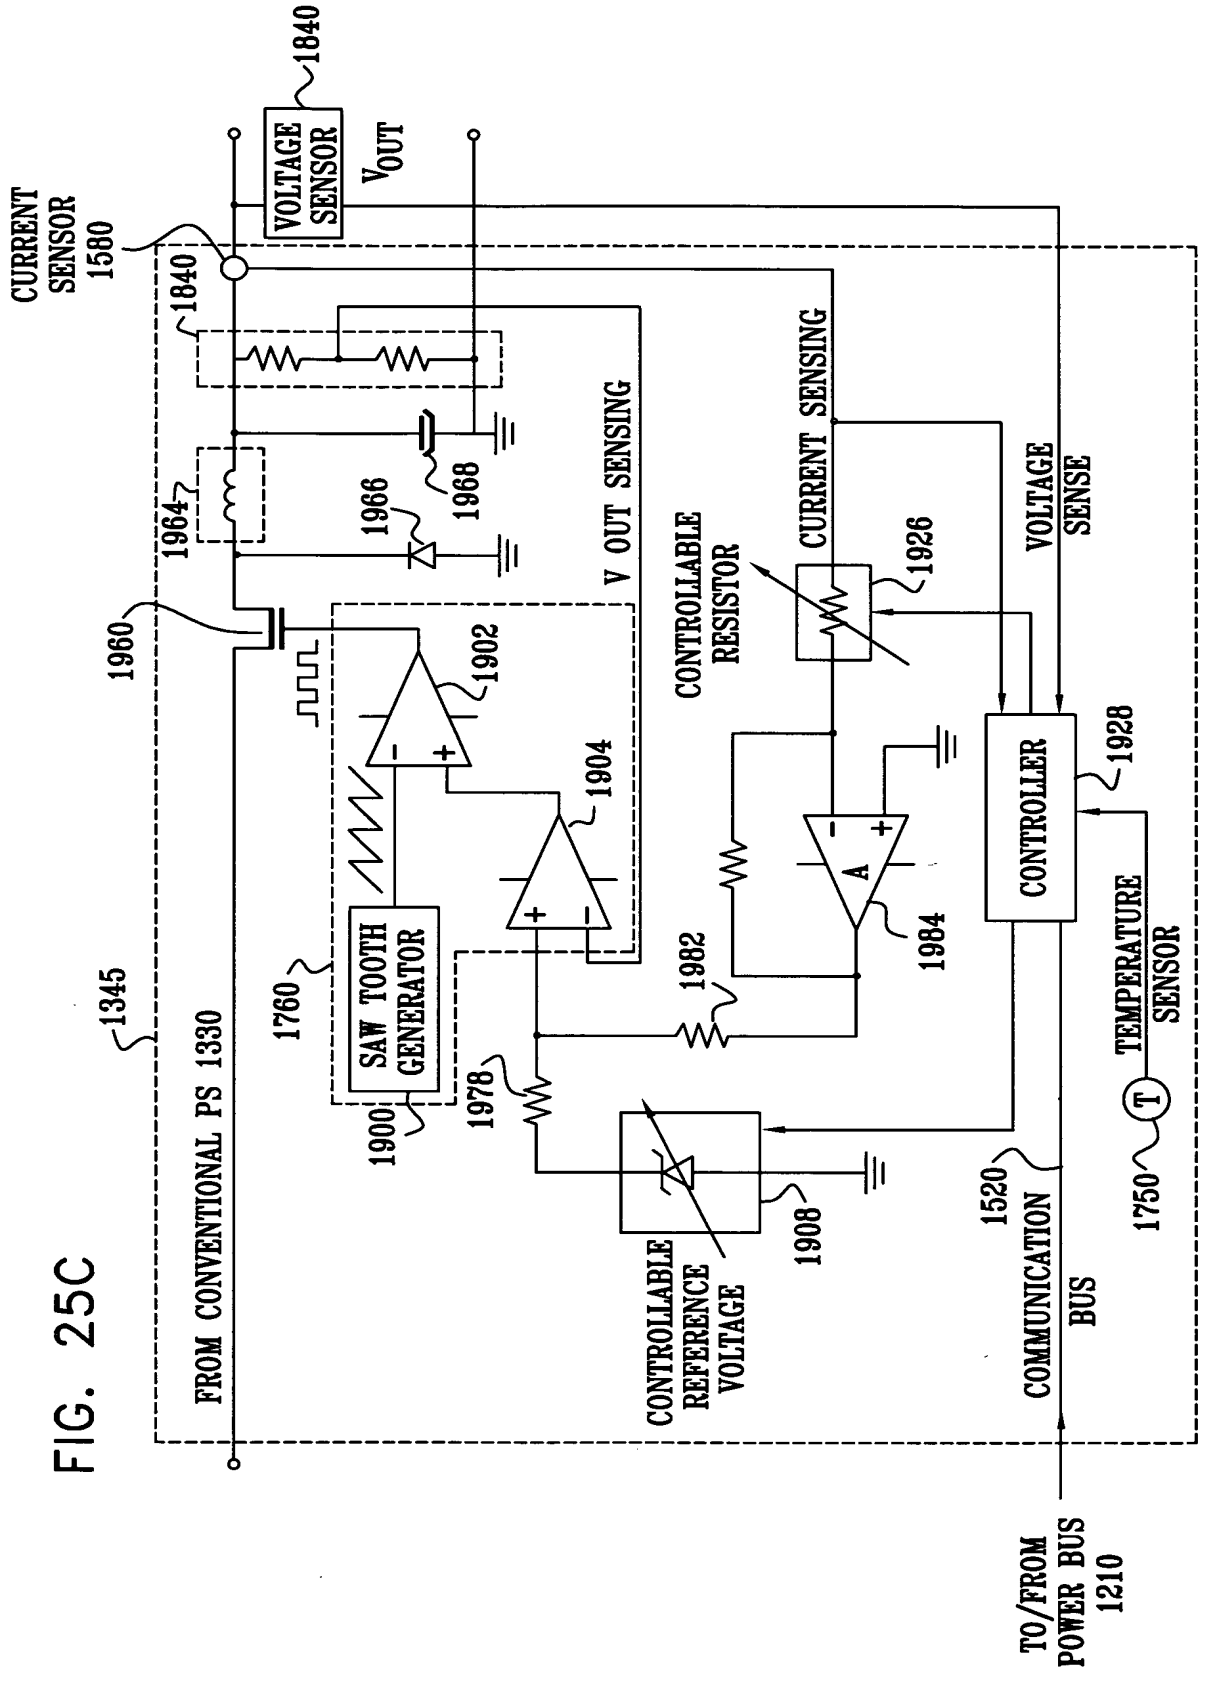 FIG. 25C
1345
FROM CONVENTIONAL PS 1330
1960
1964
1840
CURRENT
SENSOR
1580
VOLTAGE
SENSOR
1840
VOUT
1760
SAW TOOTH
GENERATOR
1900
−
+
1902
+
−
1904
1966
1968
V OUT SENSING
1978
1982
CONTROLLABLE
REFERENCE
VOLTAGE
1908
CONTROLLABLE
RESISTOR
1926
CURRENT SENSING
−
+
A
1984
VOLTAGE
SENSE
CONTROLLER
1928
1520
COMMUNICATION
BUS
TO/FROM
POWER BUS
1210
TEMPERATURE
SENSOR
T
1750